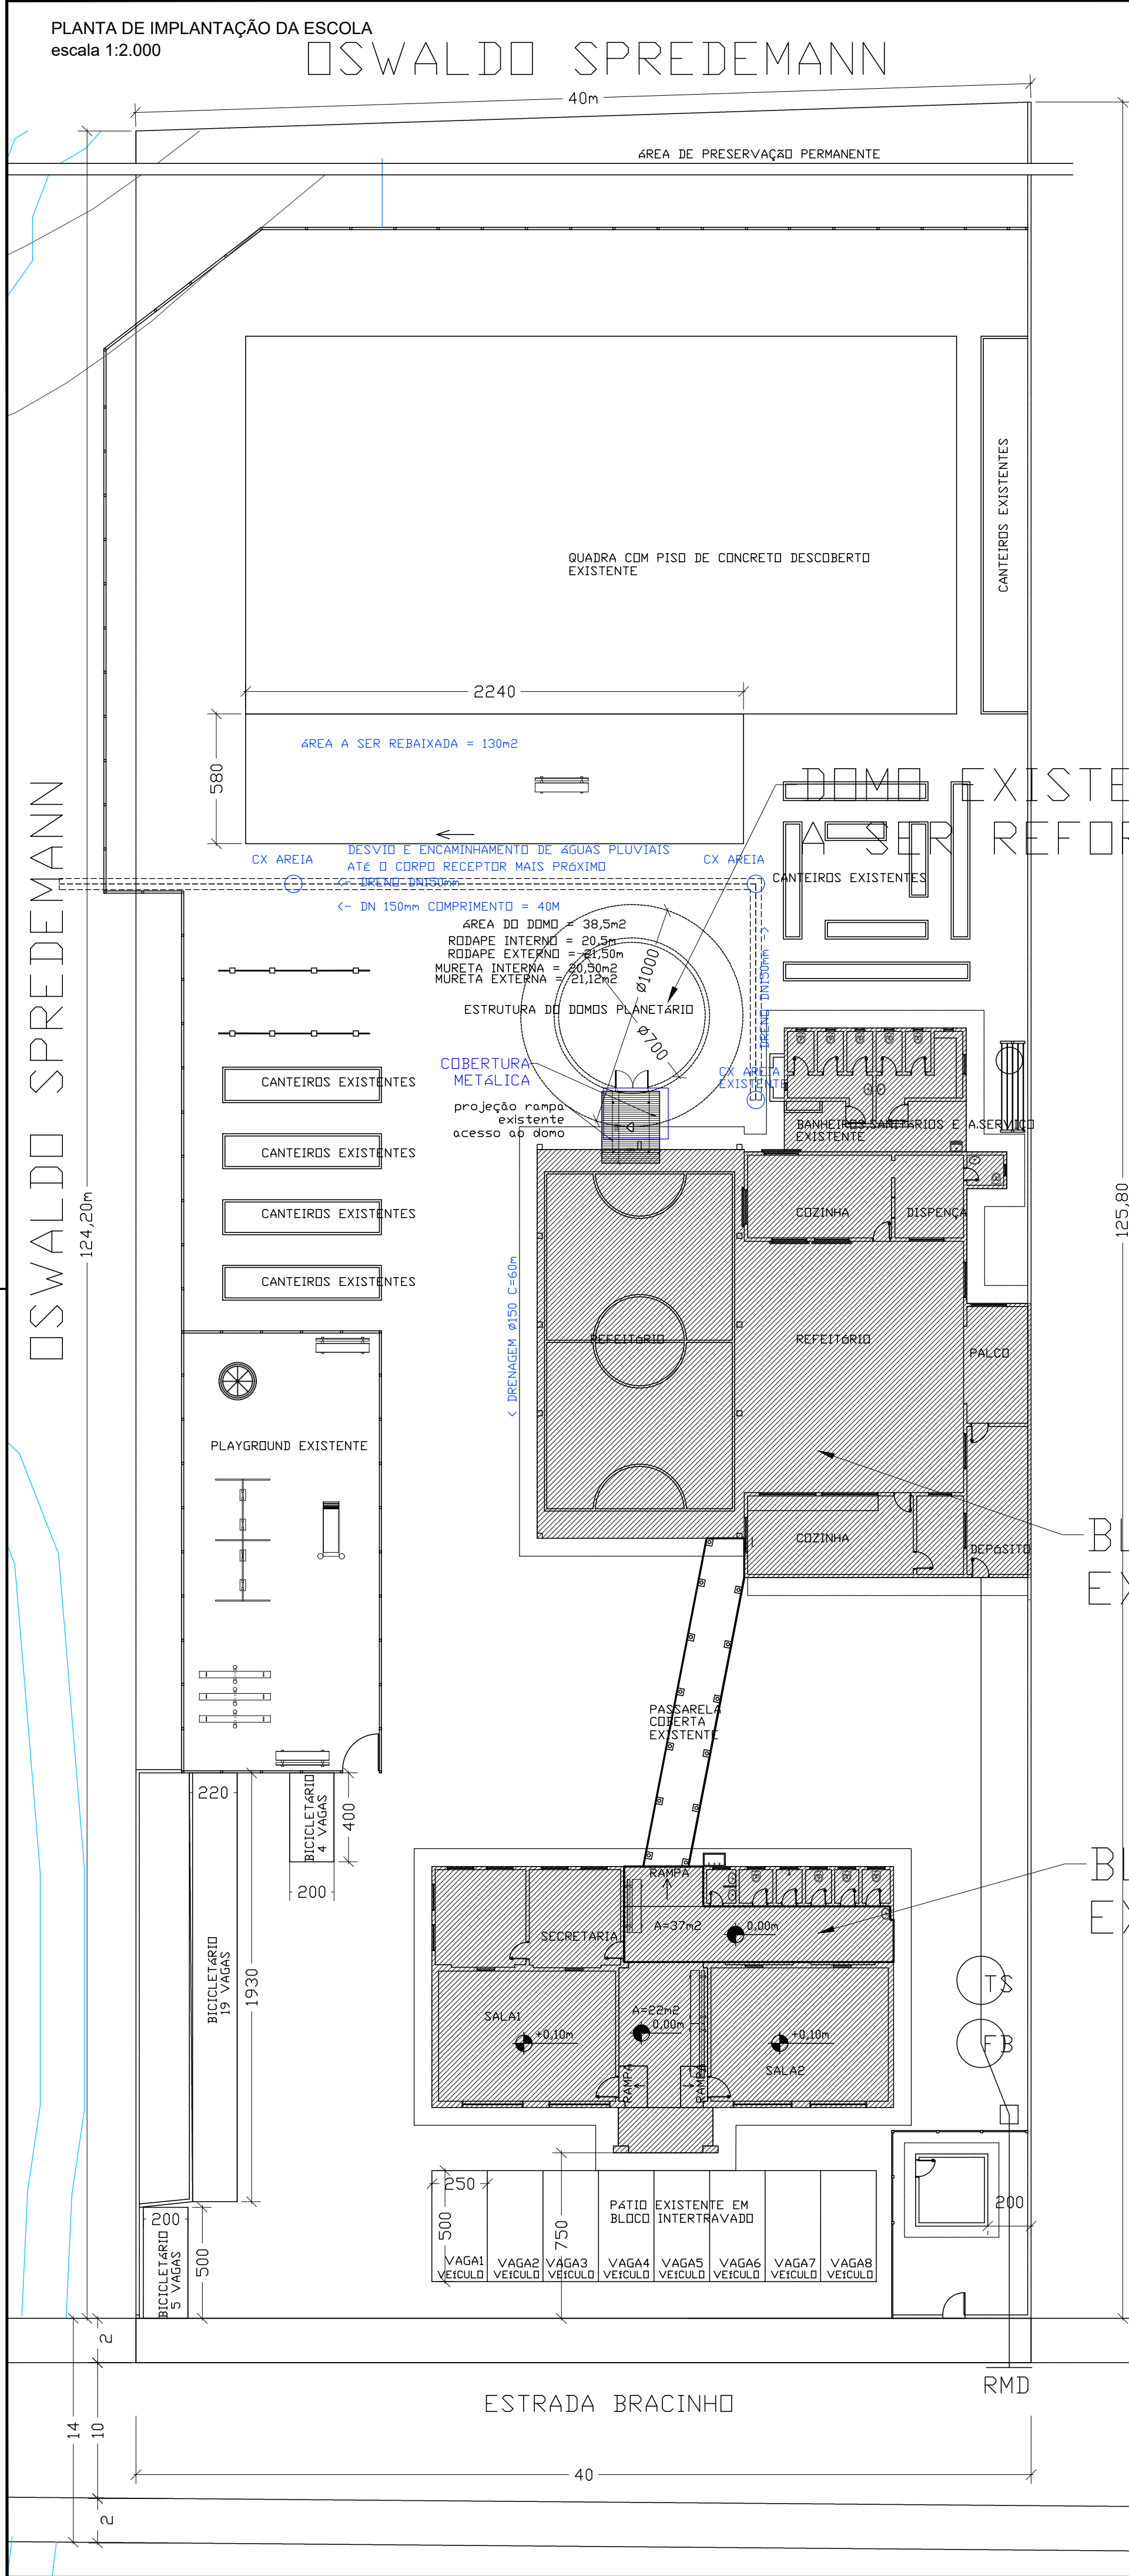 PLANTA DE IMPLANTAÇÃO DA ESCOLA
escala 1:2.000
OSWALDO SPREDEMANN
40m
ÁREA DE PRESERVAÇÃO PERMANENTE
CANTEIROS EXISTENTES
QUADRA COM PISO DE CONCRETO DESCOBERTO
EXISTENTE
2240
580
ÁREA A SER REBAIXADA = 130m2
DOMO EXISTE
A SER REFOR
OSWALDO SPREDEMANN
DESVIO E ENCAMINHAMENTO DE ÁGUAS PLUVIAIS
ATÉ O CORPO RECEPTOR MAIS PRÓXIMO
CX AREIA
CX AREIA
<- DRENO DN150mm
<- DN 150mm COMPRIMENTO = 40M
CANTEIROS EXISTENTES
ÁREA DO DOMO = 38,5m2
RODAPE INTERNO = 20,5m
RODAPE EXTERNO = 21,50m
MURETA INTERNA = 20,50m2
MURETA EXTERNA = 21,12m2
ESTRUTURA DO DOMOS PLANETÁRIO
Ø1000
Ø700
DRENO DN150mm ->
COBERTURA
METÁLICA
CX AREIA
EXISTENTE
projeção rampa
existente
acesso ao domo
BANHEIROS,SANITÁRIOS E A.SERVIÇO
EXISTENTE
CANTEIROS EXISTENTES
CANTEIROS EXISTENTES
CANTEIROS EXISTENTES
CANTEIROS EXISTENTES
124,20m
125,80
COZINHA
DISPENÇA
< DRENAGEM Ø150 C=60m
REFEITÓRIO
REFEITÓRIO
PALCO
PLAYGROUND EXISTENTE
COZINHA
DEPÓSITO
BL
EX
PASSARELA
COBERTA
EXISTENTE
220
BICICLETÁRIO
4 VAGAS
400
200
BICICLETÁRIO
19 VAGAS
1930
RAMPA
SECRETARIA
A=37m2
0,00m
BL
EX
SALA1
+0,10m
A=22m2
0,00m
+0,10m
SALA2
RAMPA
RAMPA
TS
FB
200
BICICLETÁRIO
5 VAGAS
500
250
500
750
PÁTIO EXISTENTE EM
BLOCO INTERTRAVADO
200
VAGA1
VEÍCULO
VAGA2
VEÍCULO
VAGA3
VEÍCULO
VAGA4
VEÍCULO
VAGA5
VEÍCULO
VAGA6
VEÍCULO
VAGA7
VEÍCULO
VAGA8
VEÍCULO
2
RMD
ESTRADA BRACINHO
14
10
40
2